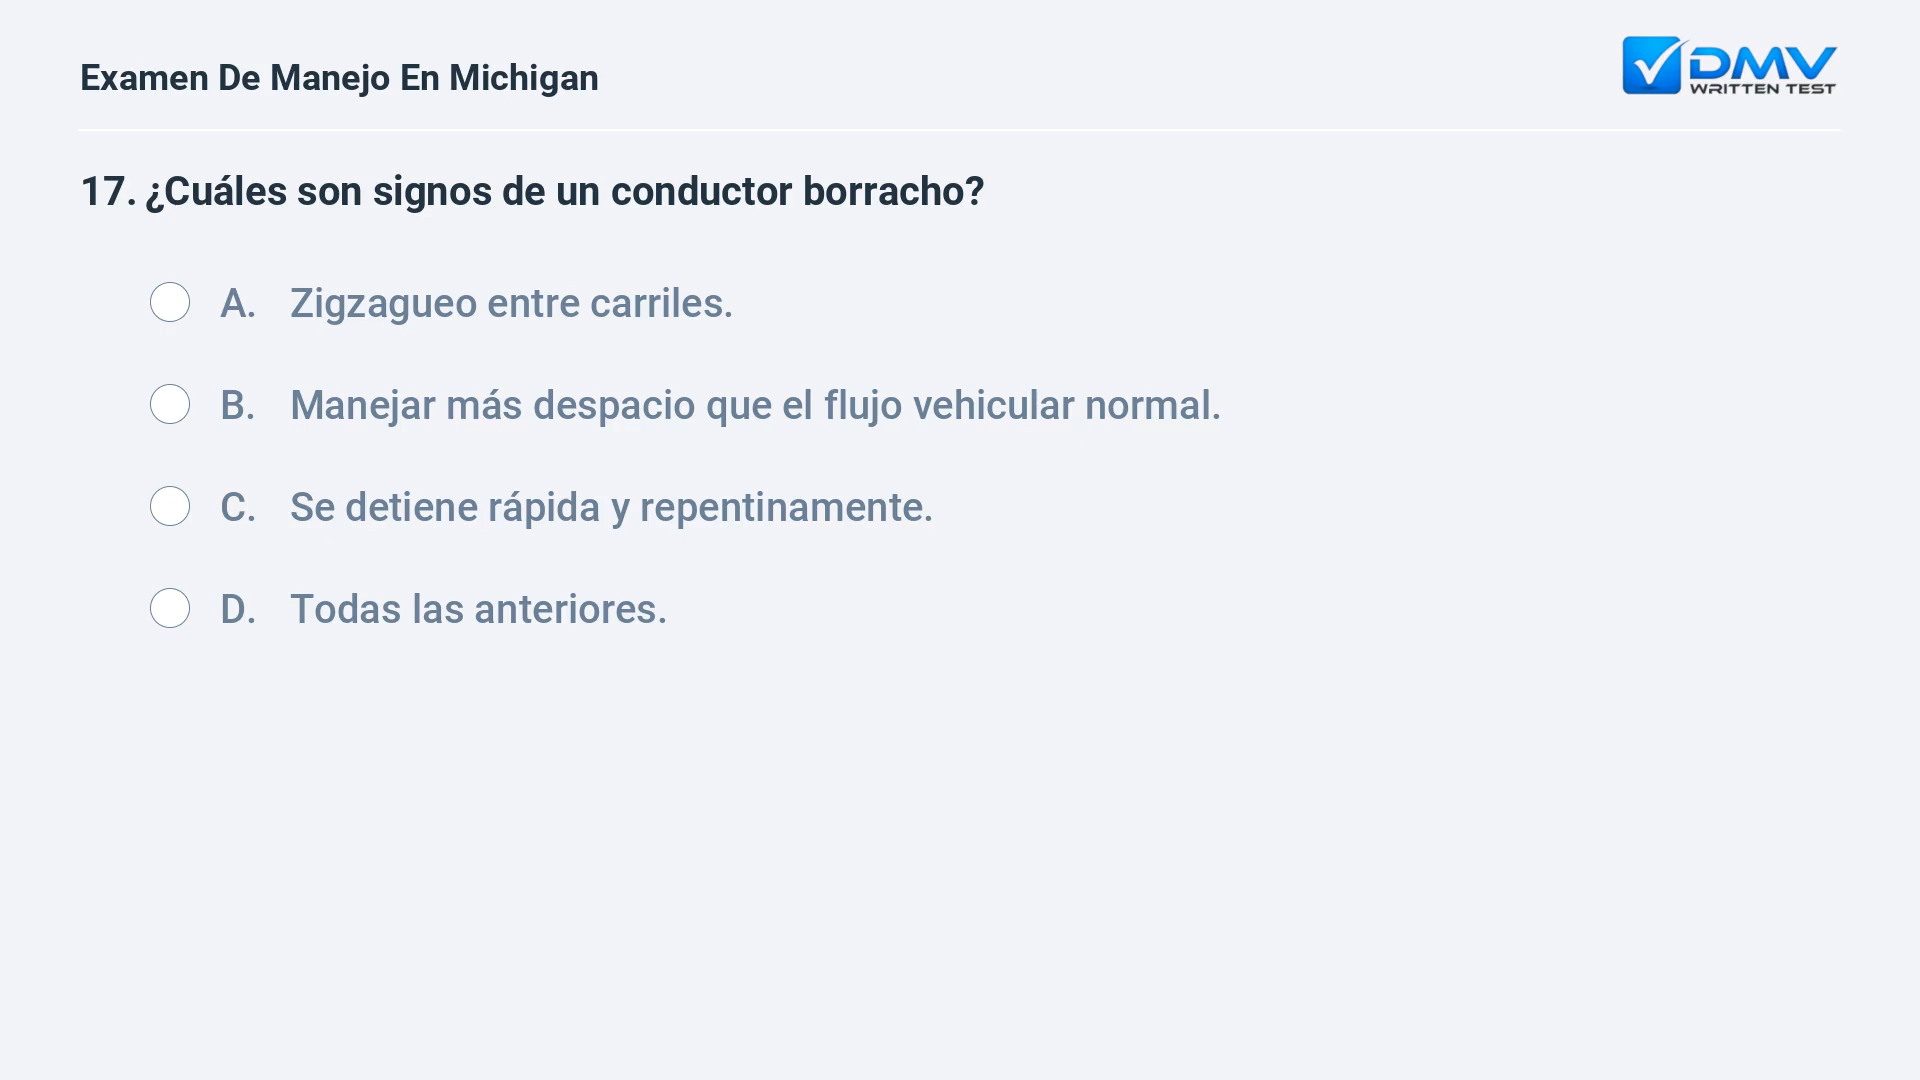 Examen De Manejo En Michigan
DMV
WRITTEN TEST
17. ¿Cuáles son signos de un conductor borracho?
A. Zigzagueo entre carriles.
B. Manejar más despacio que el flujo vehicular normal.
C. Se detiene rápida y repentinamente.
D. Todas las anteriores.